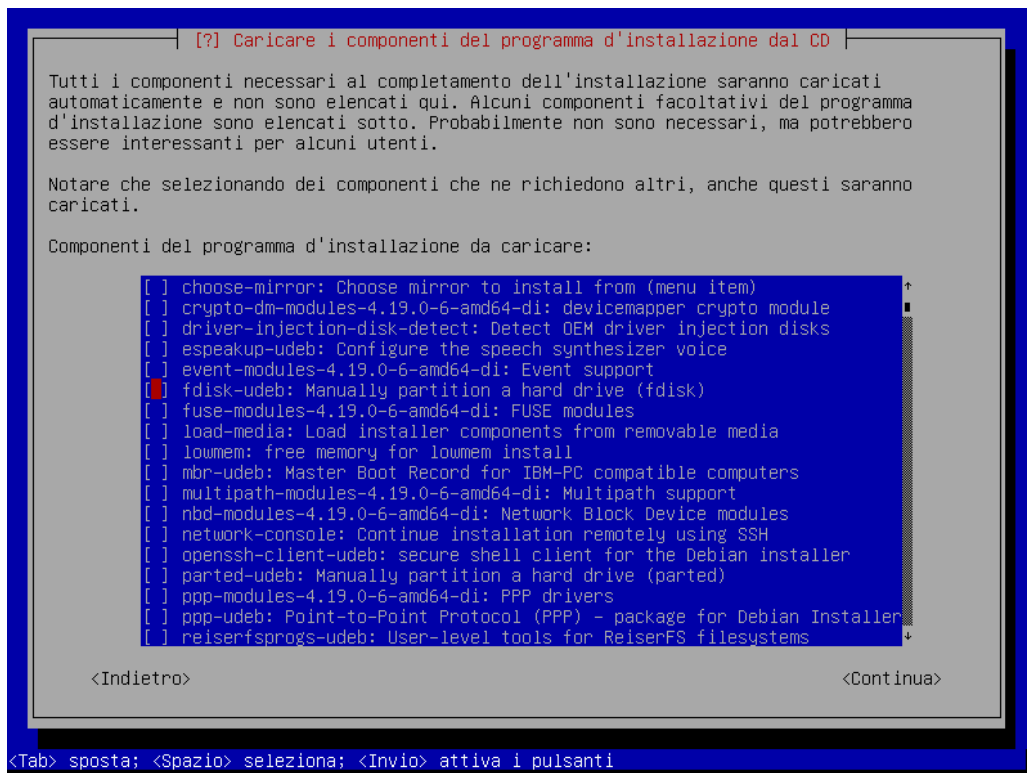 [?] Caricare i componenti del programma d'installazione dal CD
Tutti i componenti necessari al completamento dell'installazione saranno caricati
automaticamente e non sono elencati qui. Alcuni componenti facoltativi del programma
d'installazione sono elencati sotto. Probabilmente non sono necessari, ma potrebbero
essere interessanti per alcuni utenti.
Notare che selezionando dei componenti che ne richiedono altri, anche questi saranno
caricati.
Componenti del programma d'installazione da caricare:
[ ] choose-mirror: Choose mirror to install from (menu item)
[ ] crypto-dm-modules-4.19.0-6-amd64-di: devicemapper crypto module
[ ] driver-injection-disk-detect: Detect OEM driver injection disks
[ ] espeakup-udeb: Configure the speech synthesizer voice
[ ] event-modules-4.19.0-6-amd64-di: Event support
[ ] fdisk-udeb: Manually partition a hard drive (fdisk)
[ ] fuse-modules-4.19.0-6-amd64-di: FUSE modules
[ ] load-media: Load installer components from removable media
[ ] lowmem: free memory for lowmem install
[ ] mbr-udeb: Master Boot Record for IBM-PC compatible computers
[ ] multipath-modules-4.19.0-6-amd64-di: Multipath support
[ ] nbd-modules-4.19.0-6-amd64-di: Network Block Device modules
[ ] network-console: Continue installation remotely using SSH
[ ] openssh-client-udeb: secure shell client for the Debian installer
[ ] parted-udeb: Manually partition a hard drive (parted)
[ ] ppp-modules-4.19.0-6-amd64-di: PPP drivers
[ ] ppp-udeb: Point-to-Point Protocol (PPP) – package for Debian Installer
[ ] reiserfsprogs-udeb: User-level tools for ReiserFS filesystems
<Indietro> <Continua>
<Tab> sposta; <Spazio> seleziona; <Invio> attiva i pulsanti